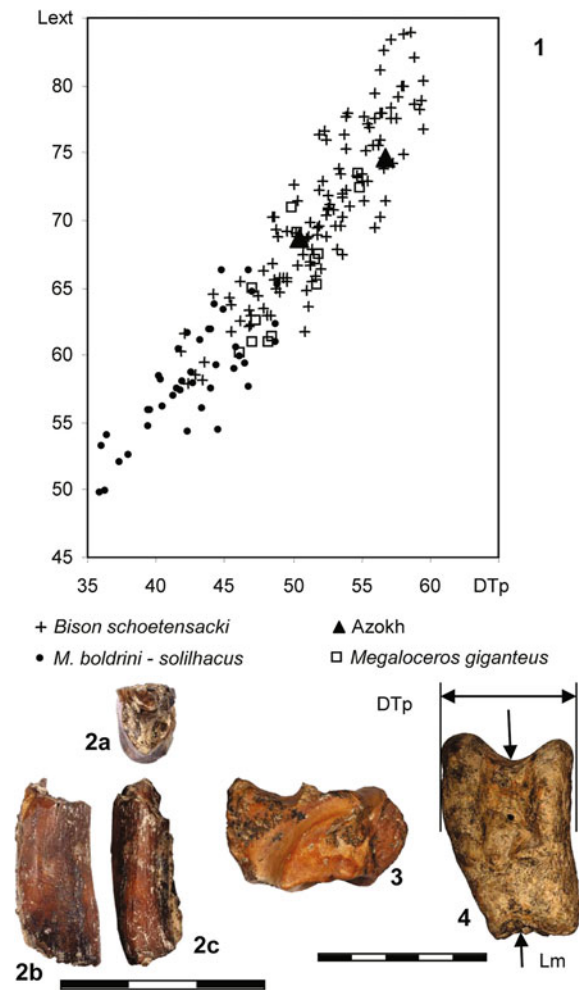 Lext
1
80
75
70
65
60
55
50
45
35 40 45 50 55 60 DTp
+ Bison schoetensacki ▲ Azokh
• M. boldrini - solilhacus □ Megaloceros giganteus
2a
DTp
2b
2c
3
4
Lm